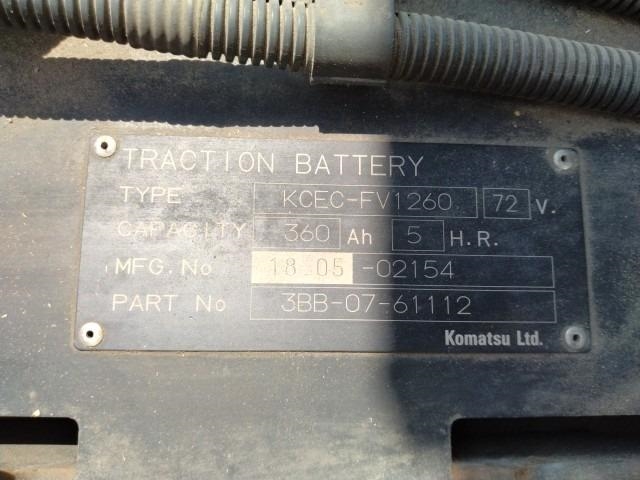 TRACTION BATTERY
TYPE KCEC-FV1260 72 V.
CAPACITY 360 Ah 5 H.R.
MFG.No 18 05 -02154
PART No 3BB-07-61112
Komatsu Ltd.